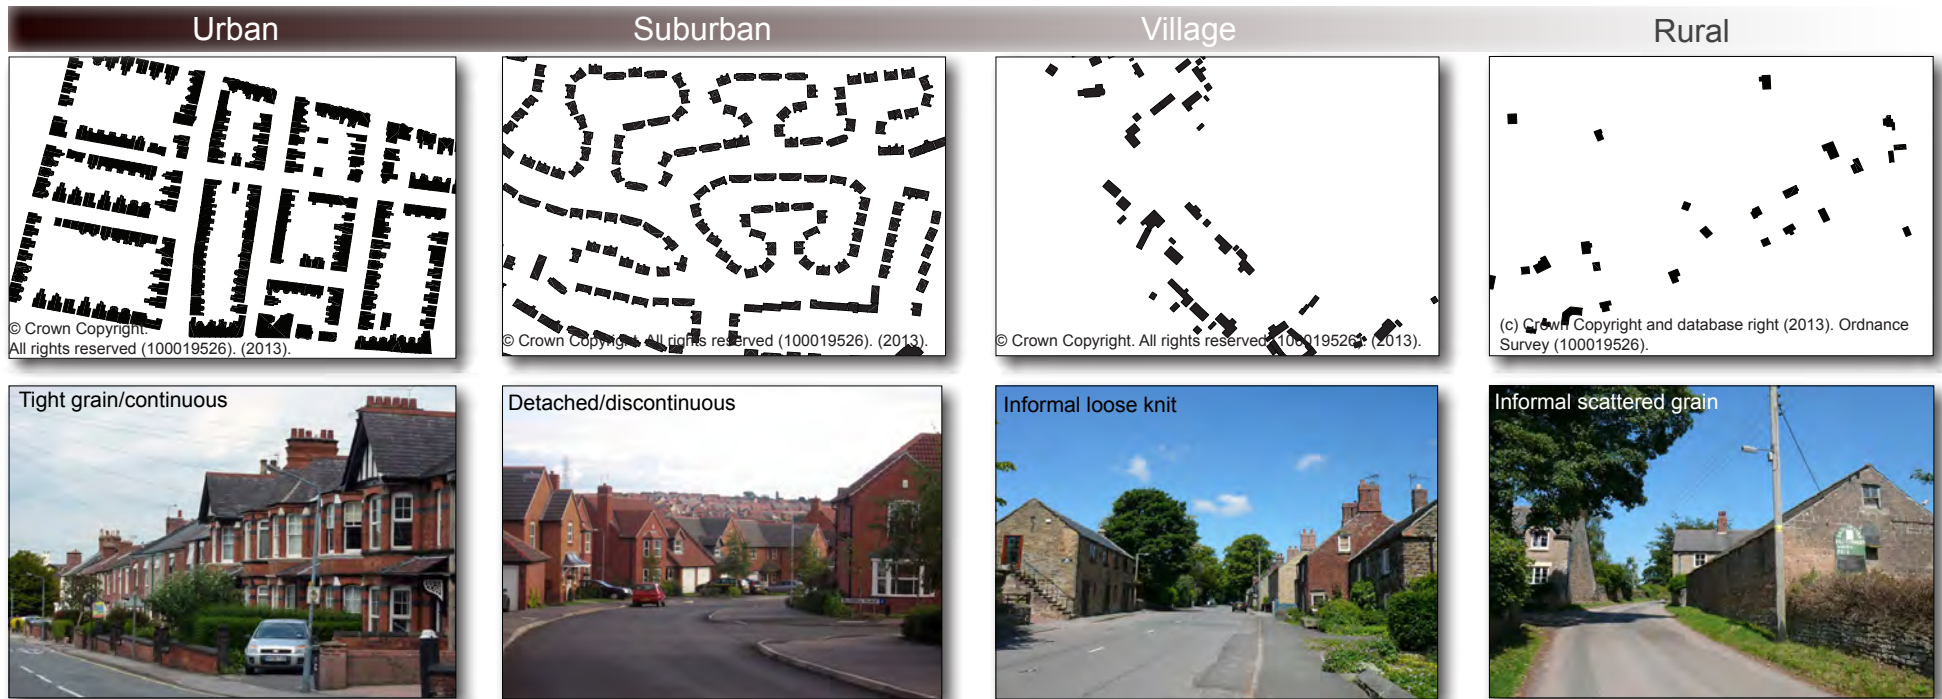 Urban
Suburban
Village
Rural
© Crown Copyright.
All rights reserved (100019526). (2013).
© Crown Copyright. All rights reserved (100019526). (2013).
© Crown Copyright. All rights reserved (100019526). (2013).
(c) Crown Copyright and database right (2013). Ordnance
Survey (100019526).
Tight grain/continuous
Detached/discontinuous
Informal loose knit
Informal scattered grain